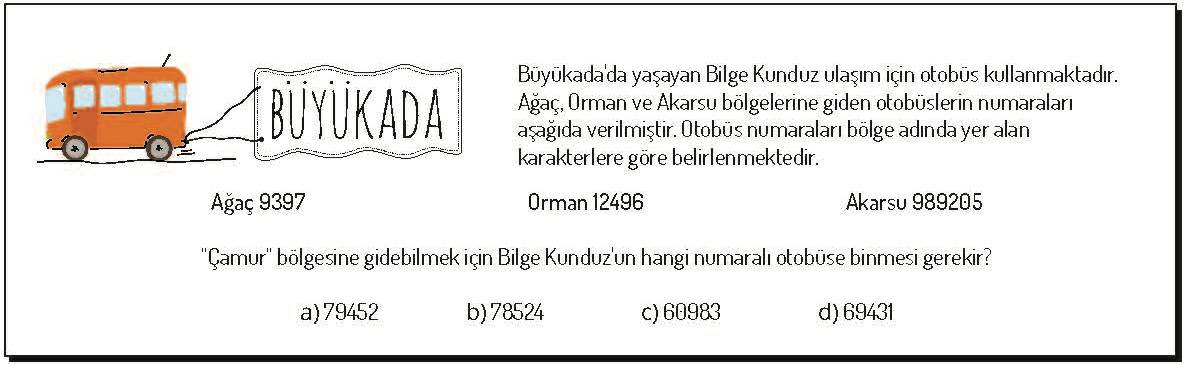 BÜYÜKADA
Büyükada'da yaşayan Bilge Kunduz ulaşım için otobüs kullanmaktadır.
Ağaç, Orman ve Akarsu bölgelerine giden otobüslerin numaraları
aşağıda verilmiştir. Otobüs numaraları bölge adında yer alan
karakterlere göre belirlenmektedir.
Ağaç 9397 Orman 12496 Akarsu 989205
"Çamur" bölgesine gidebilmek için Bilge Kunduz'un hangi numaralı otobüse binmesi gerekir?
a) 79452 b) 78524 c) 60983 d) 69431